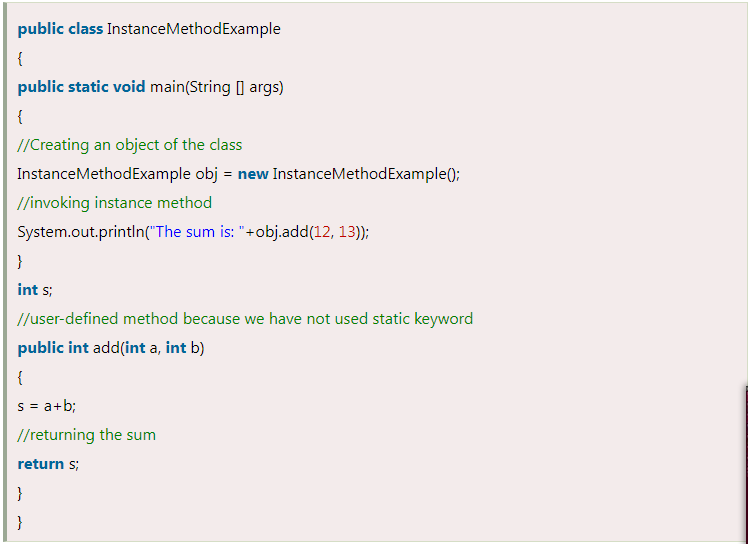 public class InstanceMethodExample
{
public static void main(String [] args)
{
//Creating an object of the class
InstanceMethodExample obj = new InstanceMethodExample();
//invoking instance method
System.out.println("The sum is: "+obj.add(12, 13));
}
int s;
//user-defined method because we have not used static keyword
public int add(int a, int b)
{
s = a+b;
//returning the sum
return s;
}
}